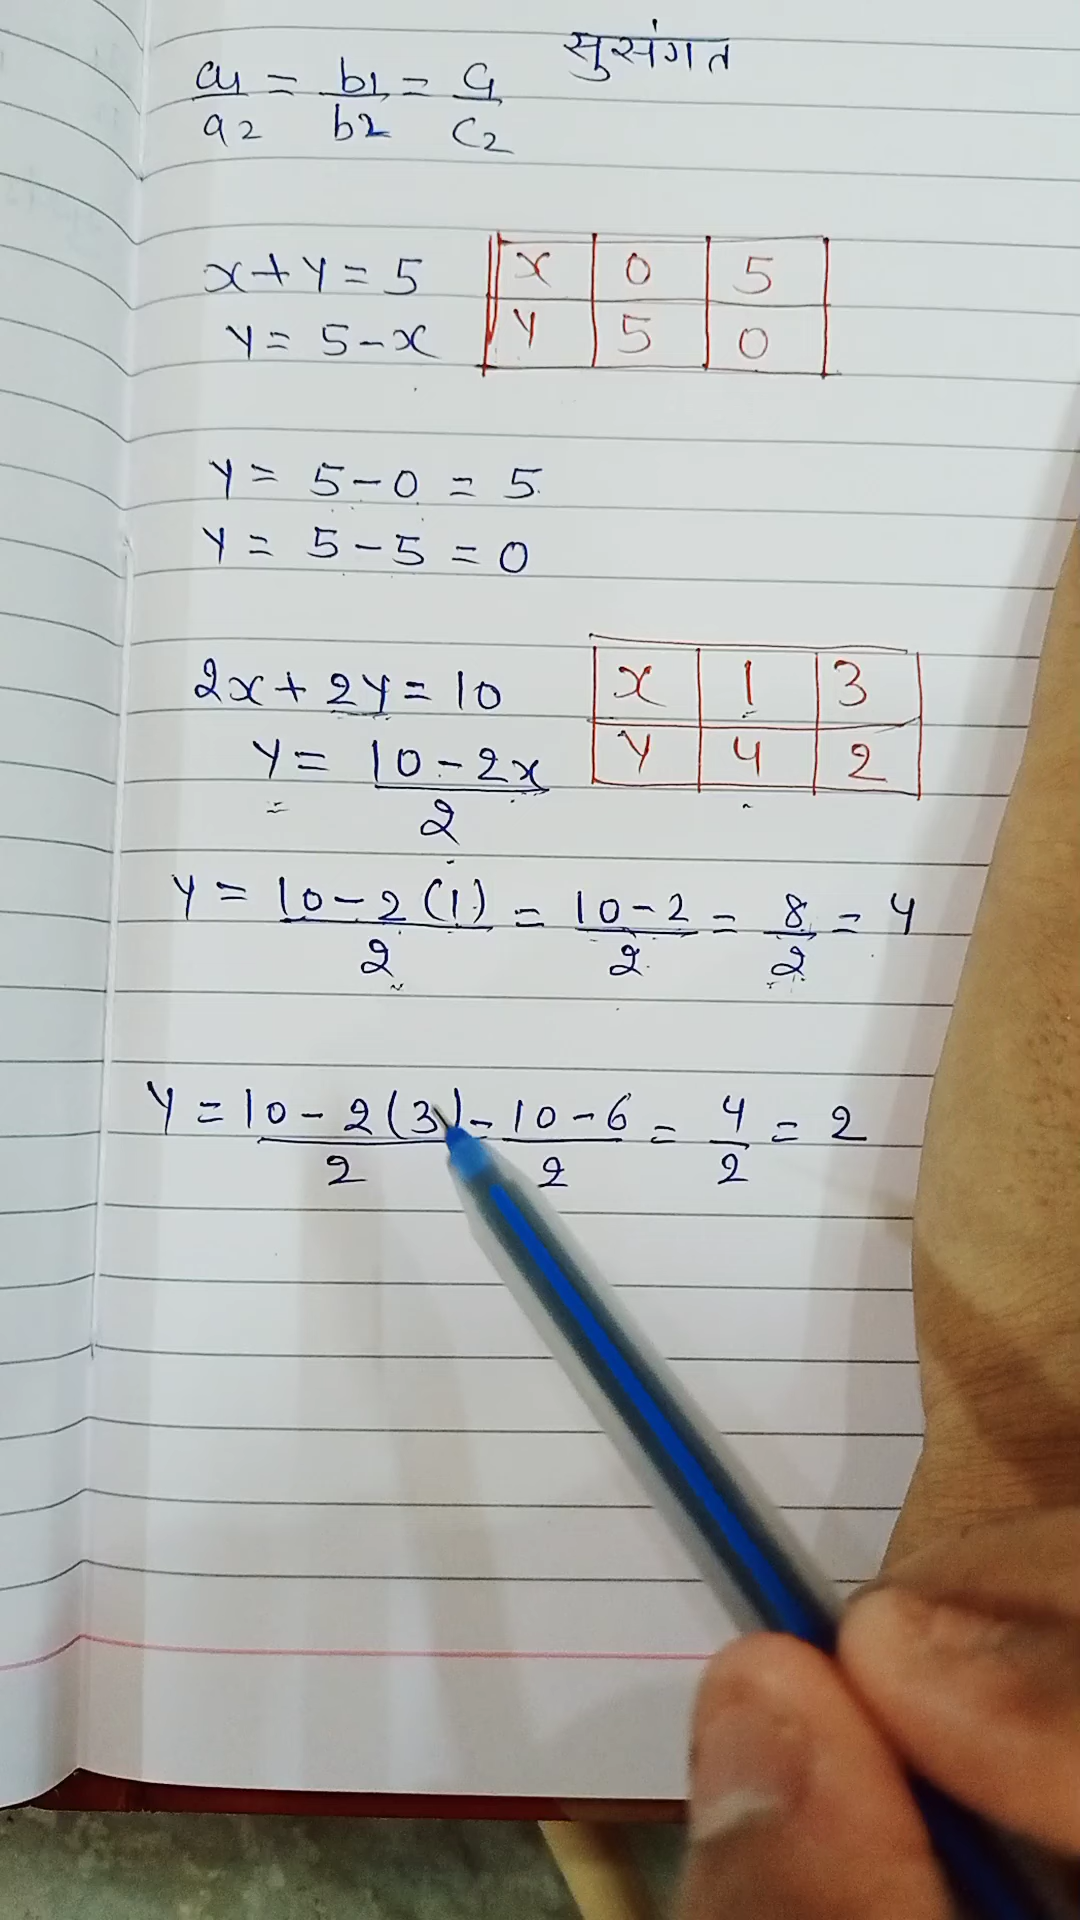 सुसंगत
a1/a2 = b1/b2 = c1/c2
x+y=5
y= 5-x
x 0 5
y 5 0
y= 5-0 = 5
y= 5-5=0
2x+2y=10
y= 10-2x/2
x 1 3
y 4 2
y= 10-2(1)/2 = 10-2/2 = 8/2 = 4
y=10-2(3)/2 = 10-6/2 = 4/2 = 2